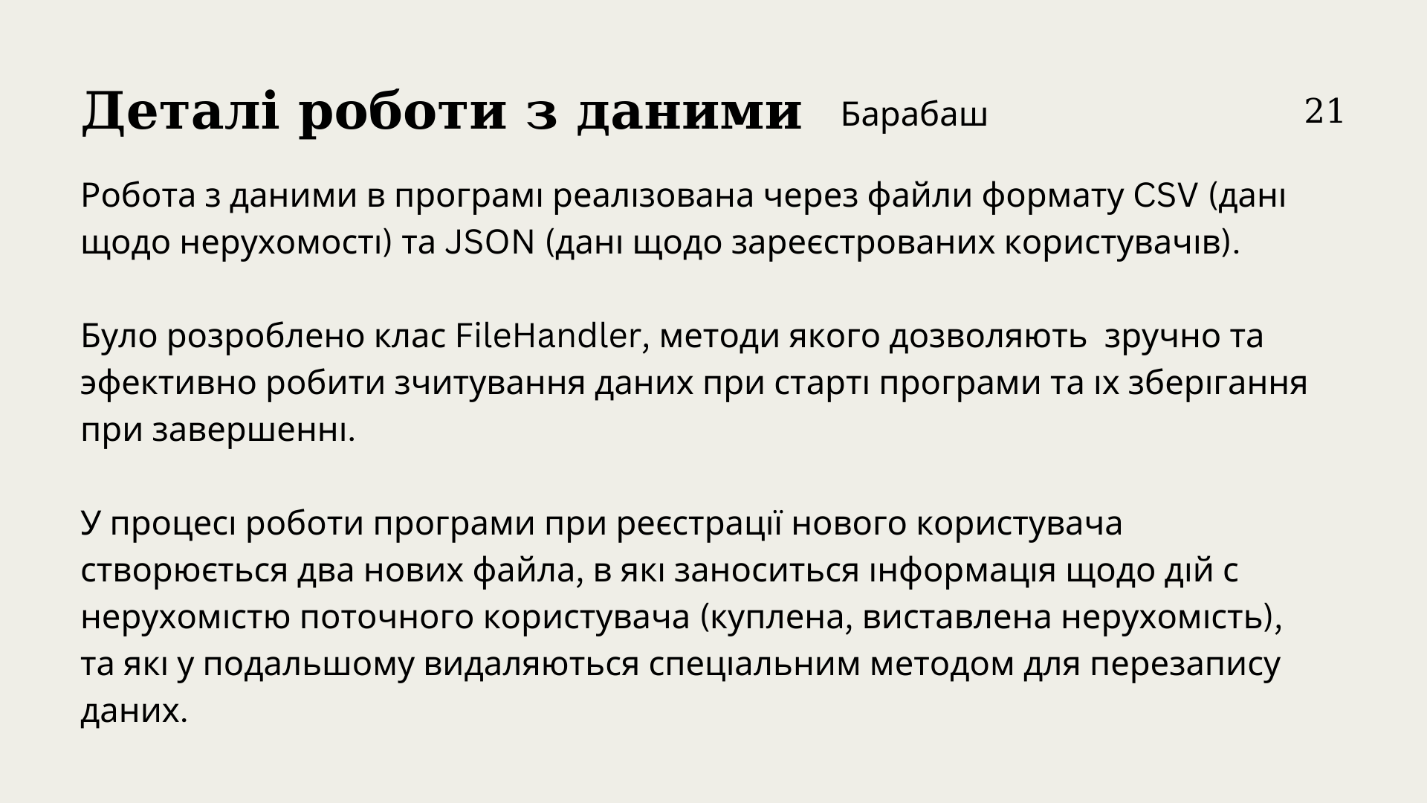 Деталі роботи з даними Барабаш 21
Робота з даними в програмі реалізована через файли формату CSV (дані
щодо нерухомості) та JSON (дані щодо зареєстрованих користувачів).
Було розроблено клас FileHandler, методи якого дозволяють  зручно та
эфективно робити зчитування даних при старті програми та іх зберігання
при завершенні.
У процесі роботи програми при реєстрації нового користувача
створюється два нових файла, в які заноситься інформація щодо дій с
нерухомістю поточного користувача (куплена, виставлена нерухомість),
та які у подальшому видаляються спеціальним методом для перезапису
даних.